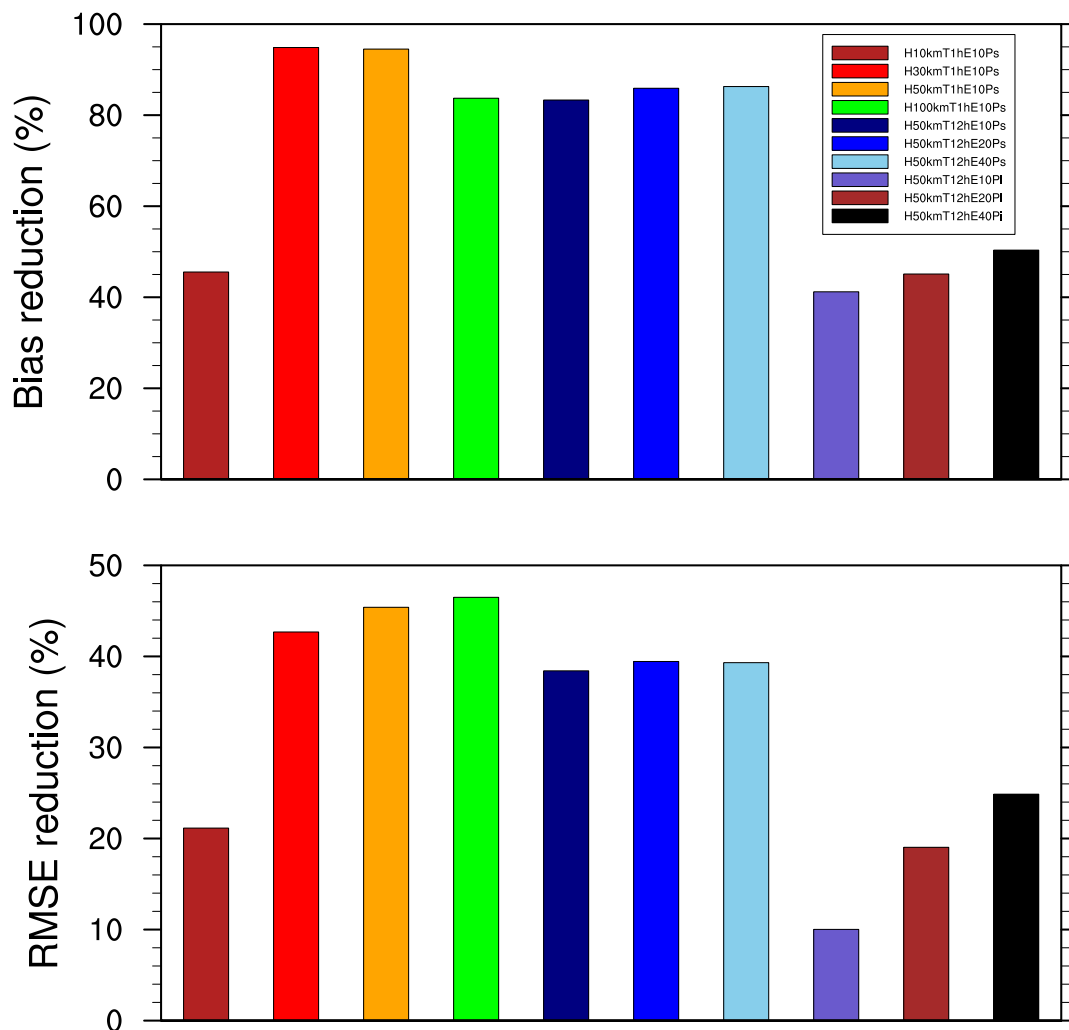 100
80
60
40
20
0
Bias reduction (%)
H10kmT1hE10Ps
H30kmT1hE10Ps
H50kmT1hE10Ps
H100kmT1hE10Ps
H50kmT12hE10Ps
H50kmT12hE20Ps
H50kmT12hE40Ps
H50kmT12hE10Pl
H50kmT12hE20Pl
H50kmT12hE40Pi
50
40
30
20
10
0
RMSE reduction (%)